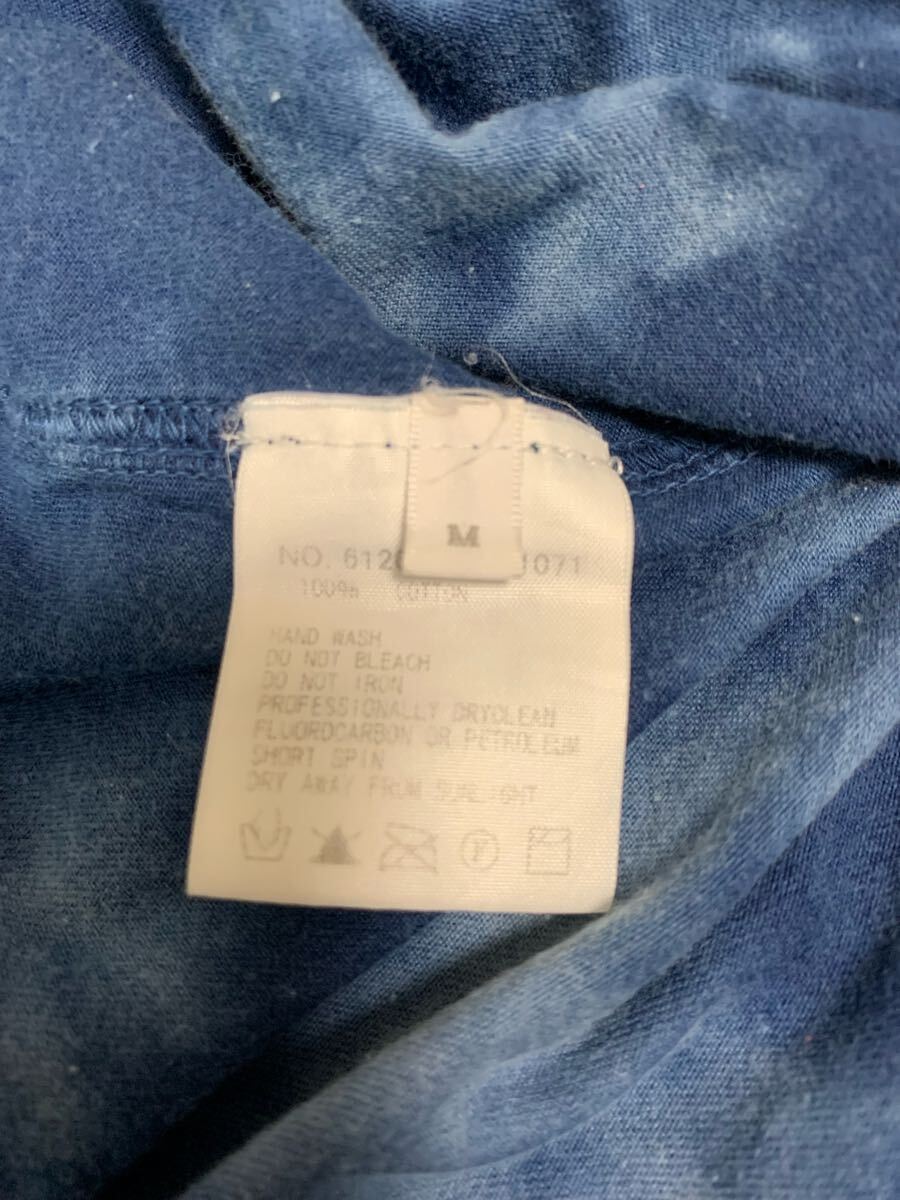 M
NO. 612 1071
100% COTTON
HAND WASH
DO NOT BLEACH
DO NOT IRON
PROFESSIONALLY DRYCLEAN
FLUOROCARBON OR PETROLEUM
SHORT SPIN
DRY AWAY FROM SUNLIGHT
F